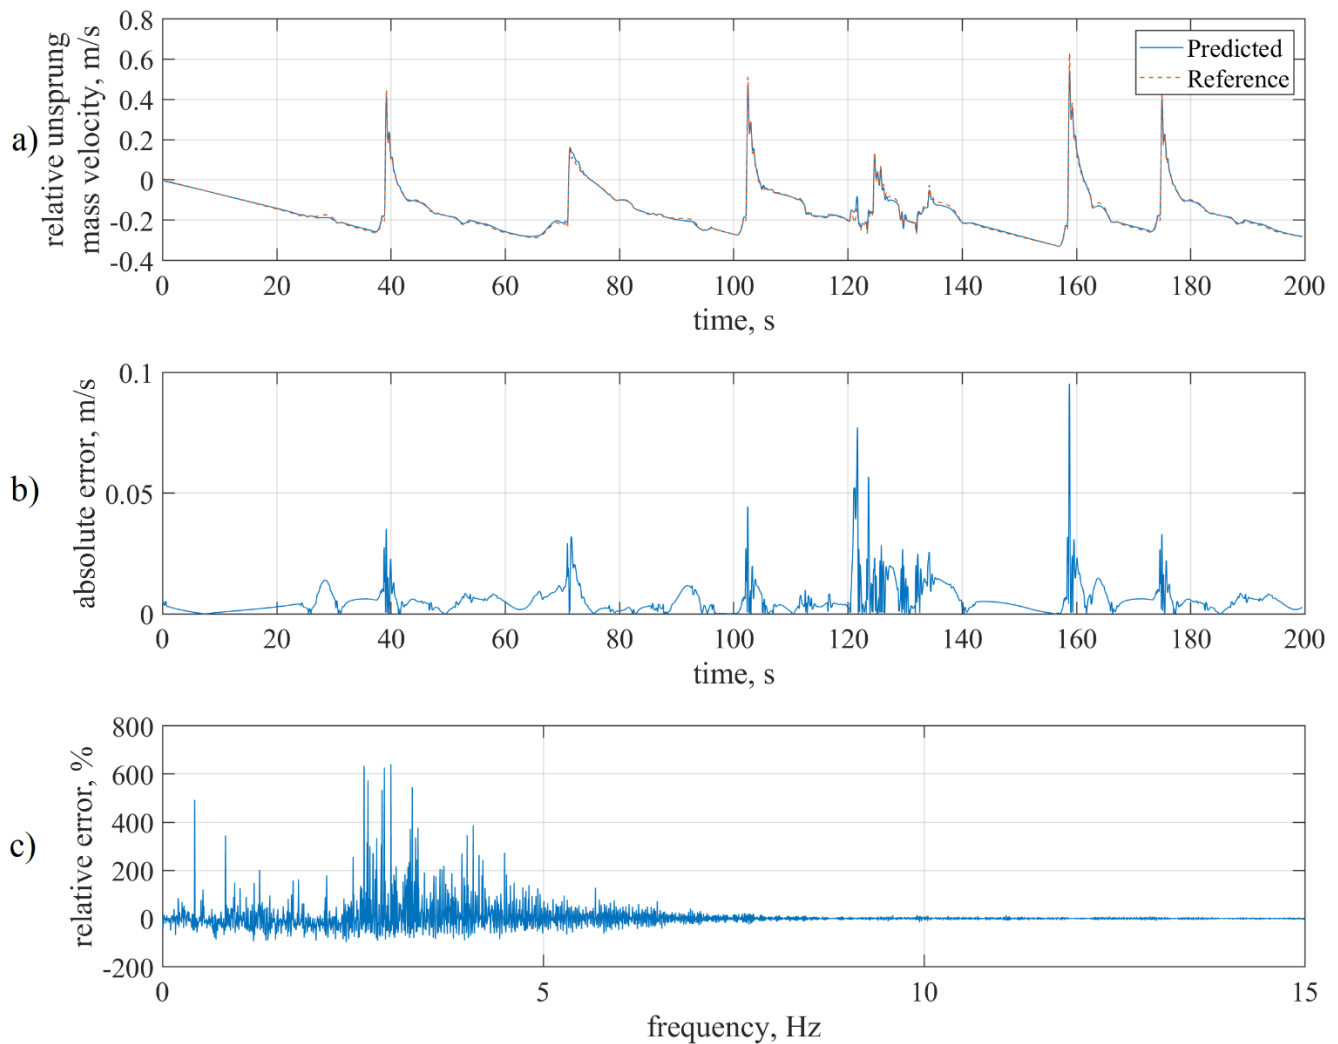 a)
relative unsprung
mass velocity, m/s
0.8
0.6
0.4
0.2
0
-0.2
-0.4
Predicted
Reference
0 20 40 60 80 100 120 140 160 180 200
time, s
b)
absolute error, m/s
0.1
0.05
0
0 20 40 60 80 100 120 140 160 180 200
time, s
c)
relative error, %
800
600
400
200
0
-200
0 5 10 15
frequency, Hz